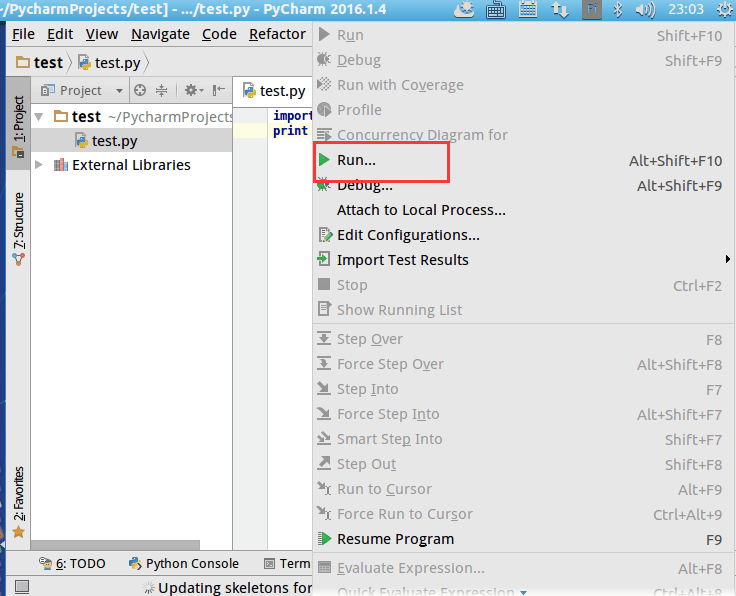 ~/PycharmProjects/test] - .../test.py - PyCharm 2016.1.4
23:03
File Edit View Navigate Code Refactor
test test.py
Project
test.py
1: Project
7: Structure
2: Favorites
test ~/PycharmProjects
test.py
External Libraries
import
print
Run Shift+F10
Debug Shift+F9
Run with Coverage
Profile
Concurrency Diagram for
Run... Alt+Shift+F10
Debug... Alt+Shift+F9
Attach to Local Process...
Edit Configurations...
Import Test Results
Stop Ctrl+F2
Show Running List
Step Over F8
Force Step Over Alt+Shift+F8
Step Into F7
Force Step Into Alt+Shift+F7
Smart Step Into Shift+F7
Step Out Shift+F8
Run to Cursor Alt+F9
Force Run to Cursor Ctrl+Alt+9
Resume Program F9
Evaluate Expression... Alt+F8
Quick Evaluate Expression Ctrl+Alt+8
6: TODO Python Console Term
Updating skeletons for